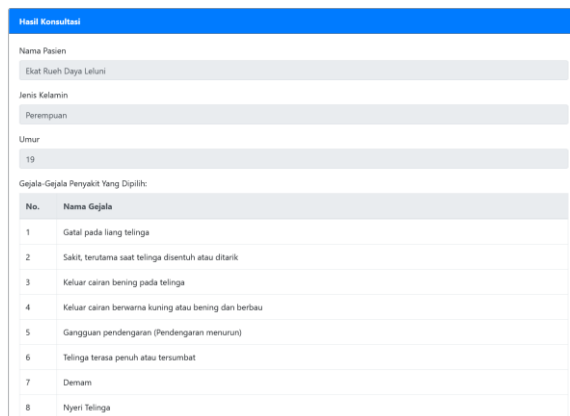 Hasil Konsultasi
Nama Pasien
Ekat Rueh Daya Leluni
Jenis Kelamin
Perempuan
Umur
19
Gejala-Gejala Penyakit Yang Dipilih:
No. Nama Gejala
1 Gatal pada liang telinga
2 Sakit, terutama saat telinga disentuh atau ditarik
3 Keluar cairan bening pada telinga
4 Keluar cairan berwarna kuning atau bening dan berbau
5 Gangguan pendengaran (Pendengaran menurun)
6 Telinga terasa penuh atau tersumbat
7 Demam
8 Nyeri Telinga